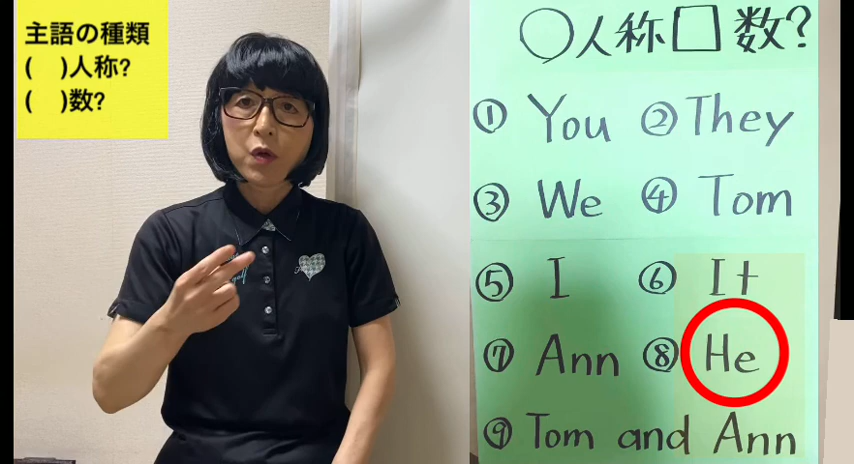 主語の種類
(　)人称?
(　)数?
〇人称□数?
① You ② They
③ We ④ Tom
⑤ I ⑥ It
⑦ Ann ⑧ He
⑨ Tom and Ann